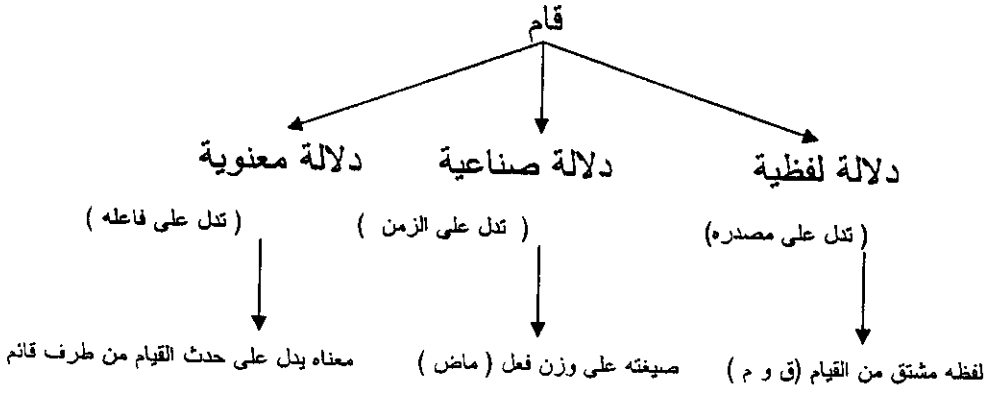 قام
دلالة لفظية دلالة صناعية دلالة معنوية
( تدل على مصدره) ( تدل على الزمن ) ( تدل على فاعله )
لفظه مشتق من القيام (ق و م ) صيغته على وزن فعل ( ماض ) معناه يدل على حدث القيام من طرف قائم